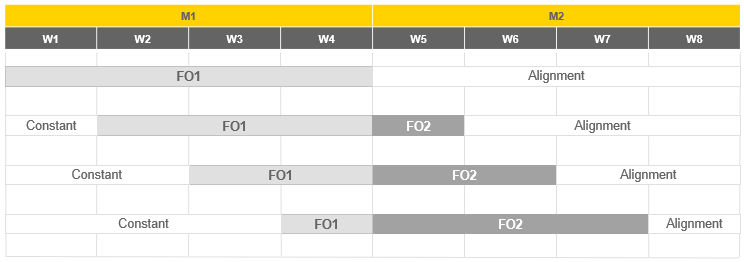 M1 M2
W1 W2 W3 W4 W5 W6 W7 W8
FO1 Alignment
Constant FO1 FO2 Alignment
Constant FO1 FO2 Alignment
Constant FO1 FO2 Alignment